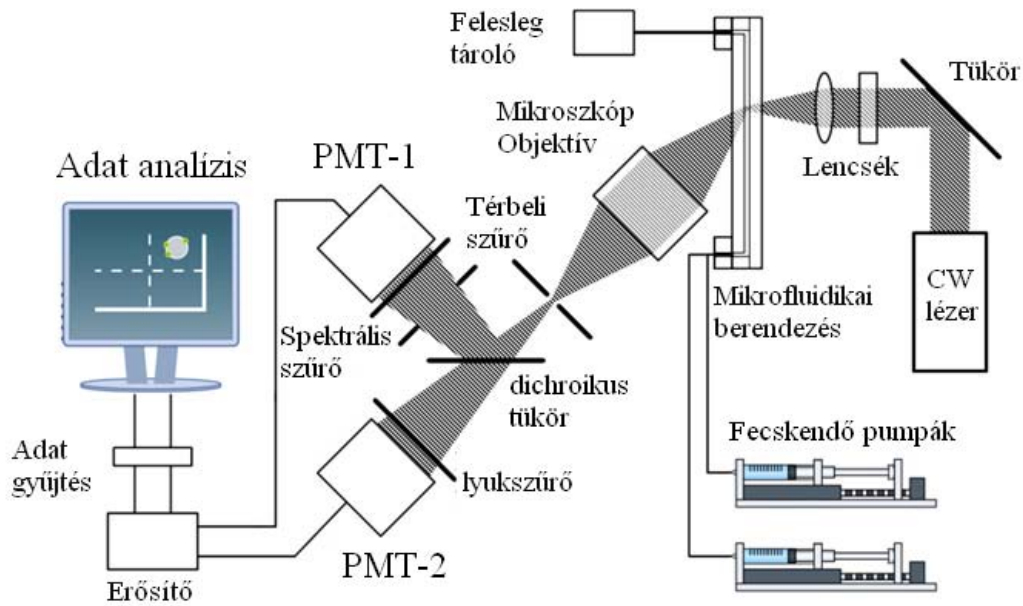 Felesleg
tároló
Tükör
Mikroszkóp
Objektív
Lencsék
Adat analízis
PMT-1
Térbeli
szűrő
CW
lézer
Mikrofluidikai
berendezés
Spektrális
szűrő
dichroikus
tükör
Fecskendő pumpák
Adat
gyűjtés
lyukszűrő
PMT-2
Erősítő